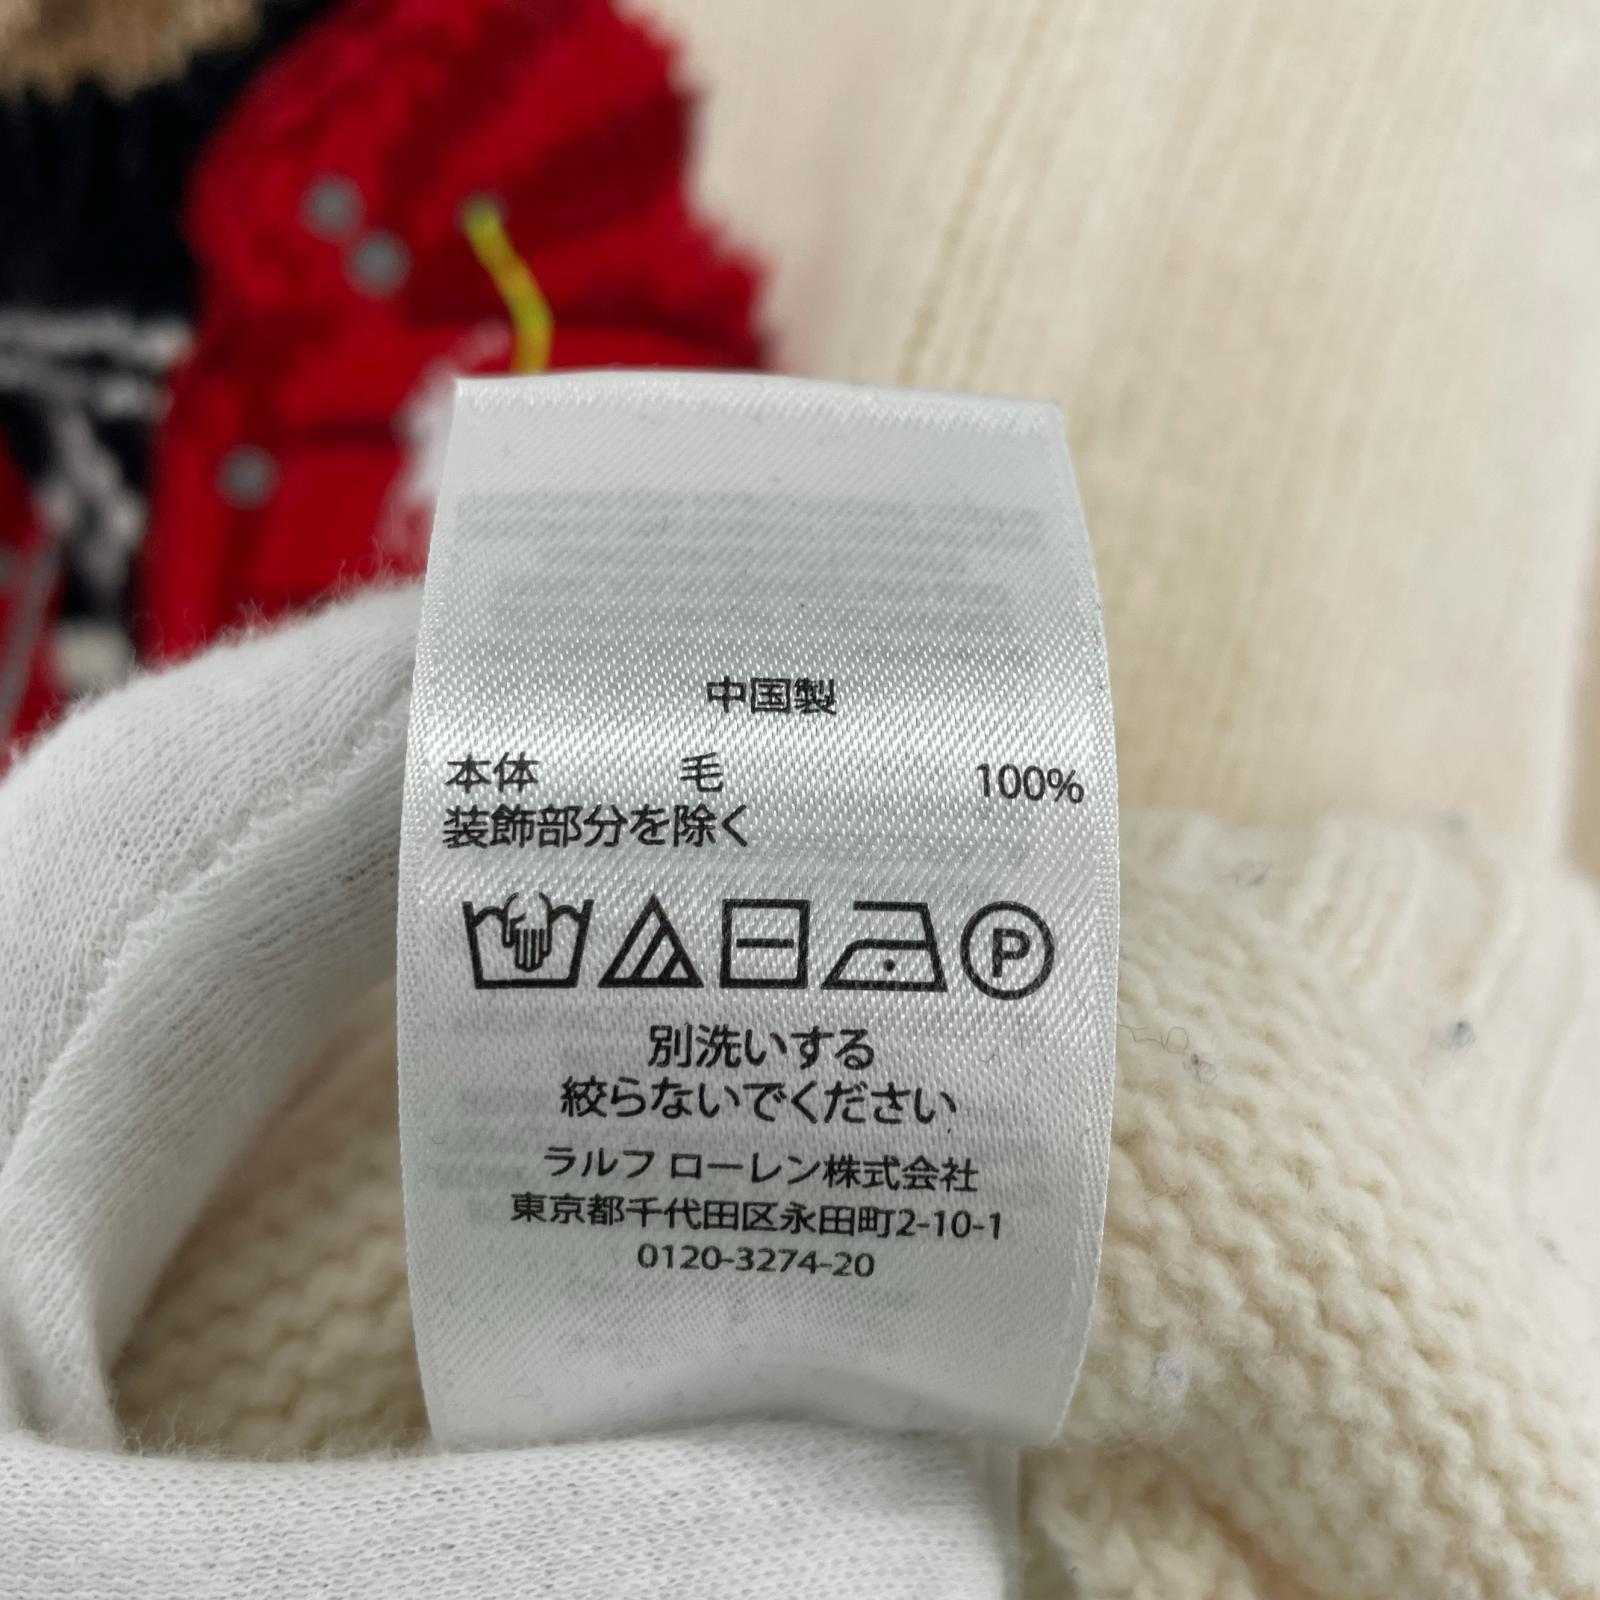 中国製
本体 毛 100%
装飾部分を除く
P
別洗いする
絞らないでください
ラルフ ローレン株式会社
東京都千代田区永田町2-10-1
0120-3274-20